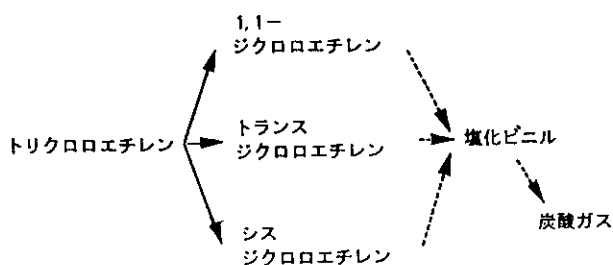 1,1−
ジクロロエチレン
トリクロロエチレン
トランス
ジクロロエチレン
塩化ビニル
炭酸ガス
シス
ジクロロエチレン